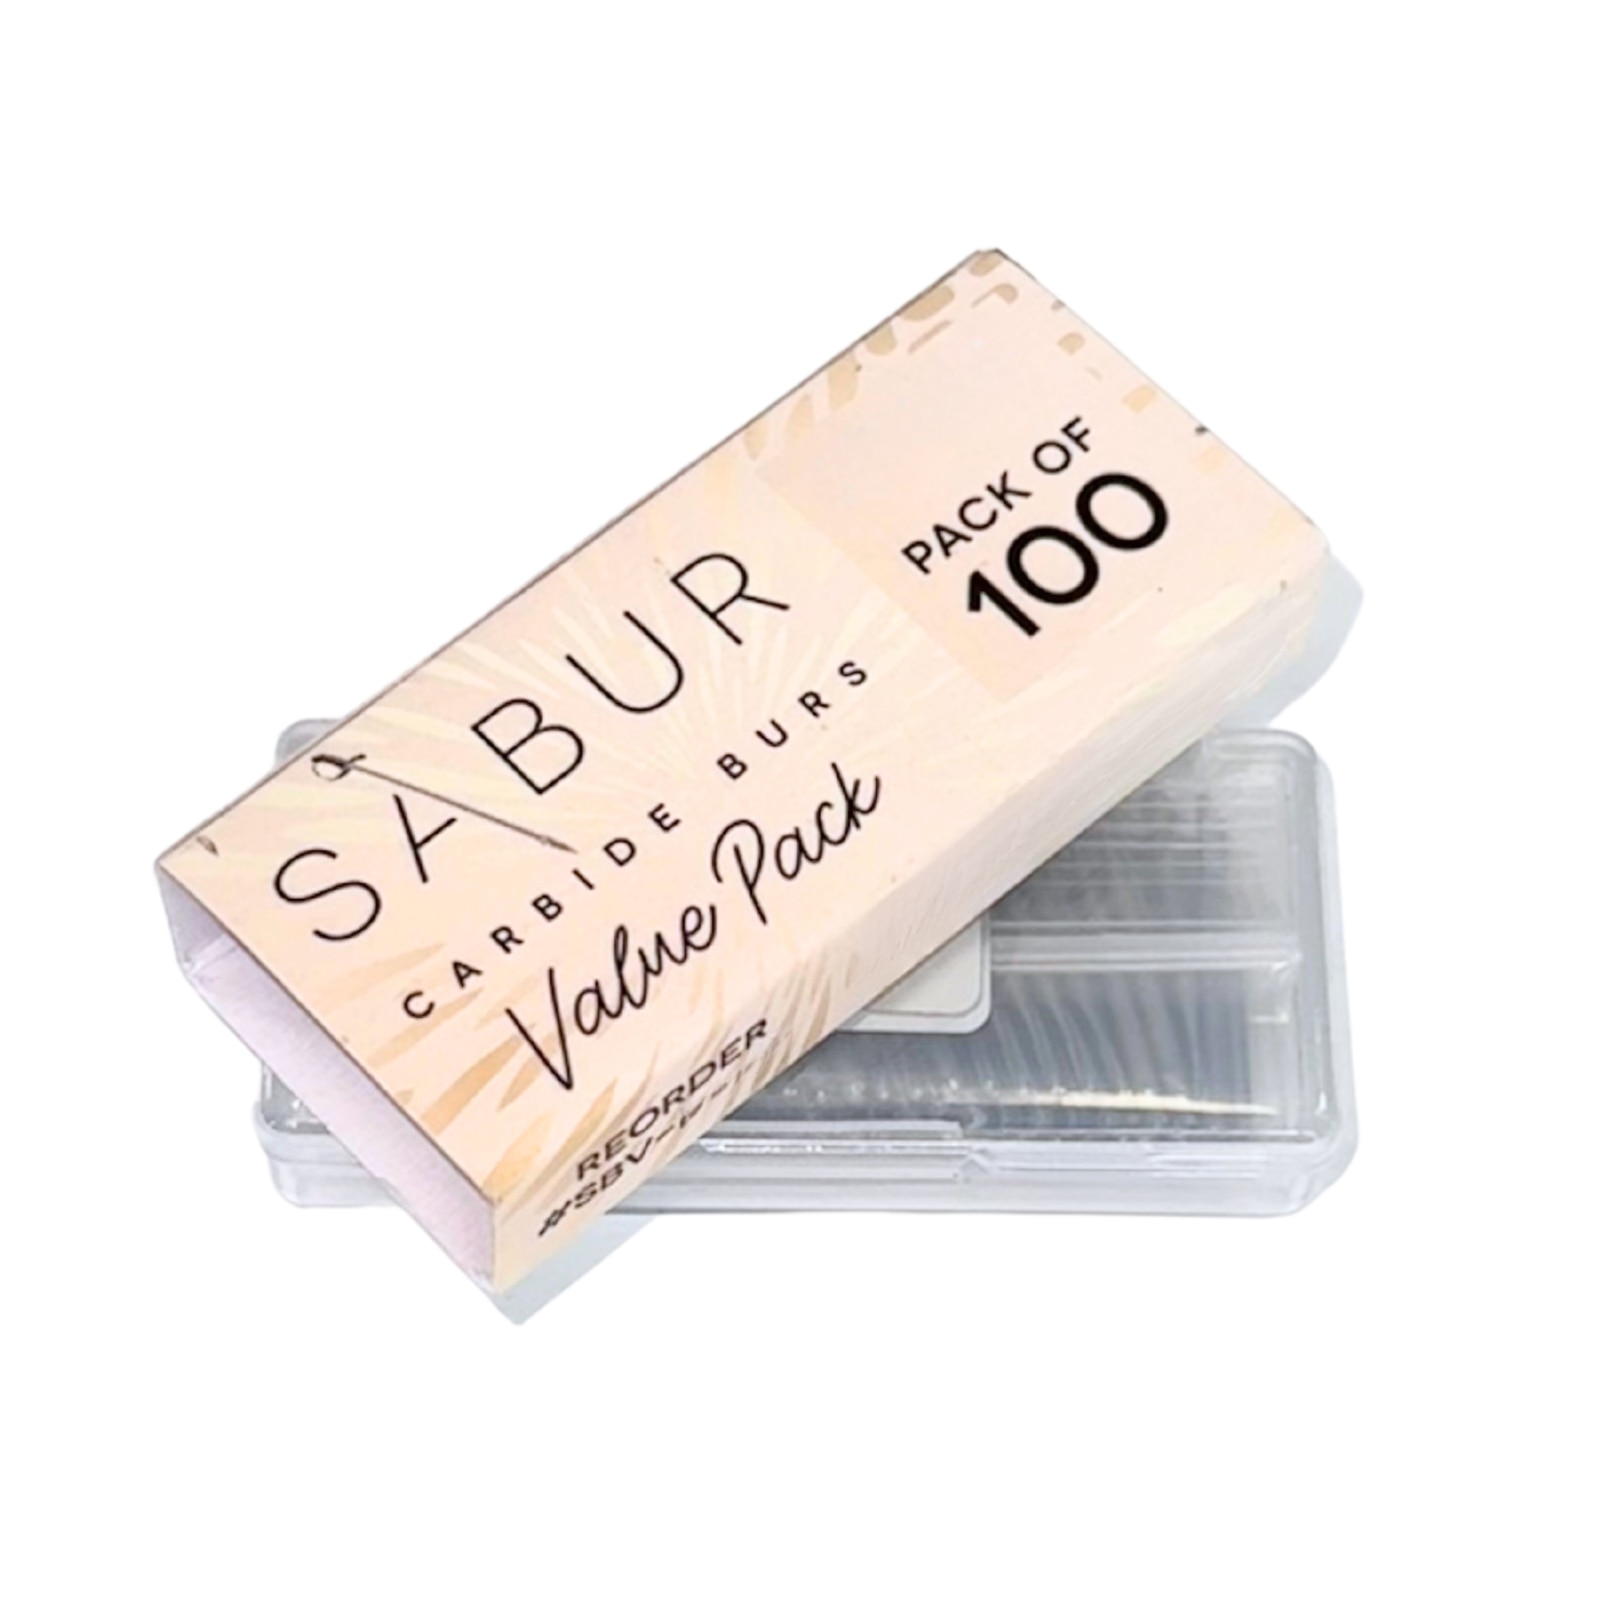 SABUR
CARBIDE BURS
Value Pack
PACK OF
100
REORDER